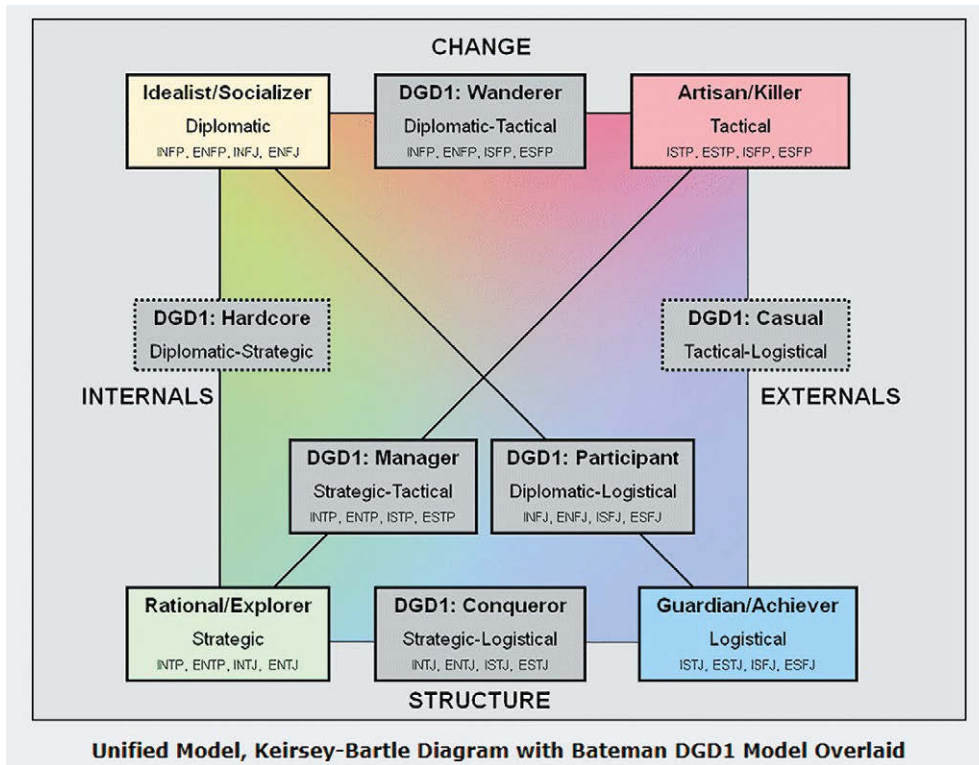 CHANGE
Idealist/Socializer
Diplomatic
INFP, ENFP, INFJ, ENFJ
DGD1: Wanderer
Diplomatic-Tactical
INFP, ENFP, ISFP, ESFP
Artisan/Killer
Tactical
ISTP, ESTP, ISFP, ESFP
DGD1: Hardcore
Diplomatic-Strategic
DGD1: Casual
Tactical-Logistical
INTERNALS
EXTERNALS
DGD1: Manager
Strategic-Tactical
INTP, ENTP, ISTP, ESTP
DGD1: Participant
Diplomatic-Logistical
INFJ, ENFJ, ISFJ, ESFJ
Rational/Explorer
Strategic
INTP, ENTP, INTJ, ENTJ
DGD1: Conqueror
Strategic-Logistical
INTJ, ENTJ, ISTJ, ESTJ
Guardian/Achiever
Logistical
ISTJ, ESTJ, ISFJ, ESFJ
STRUCTURE
Unified Model, Keirsey-Bartle Diagram with Bateman DGD1 Model Overlaid